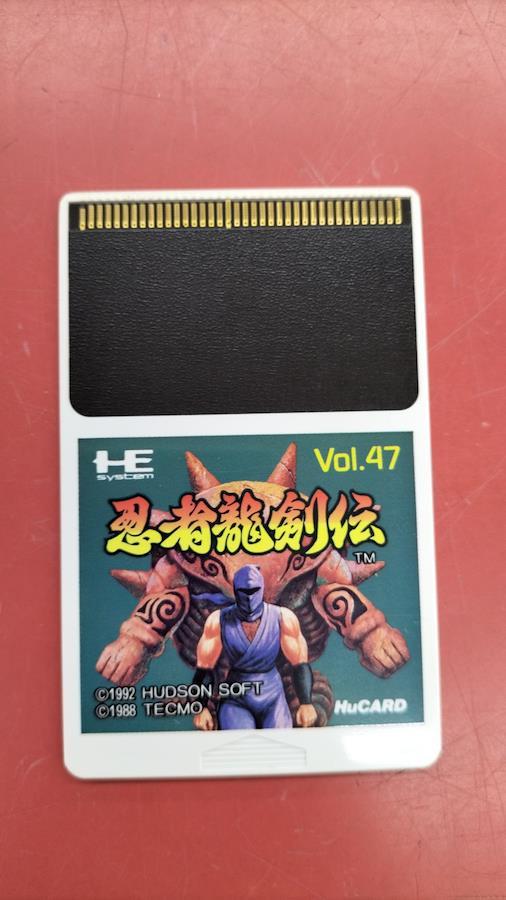 HE
system
Vol.47
忍者龍剣伝
TM
©1992 HUDSON SOFT
©1988 TECMO
HuCARD